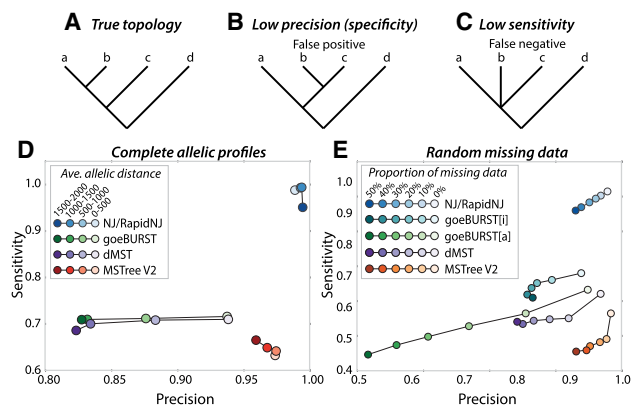 A True topology
a b c d
B Low precision (specificity)
False positive
a b c d
C Low sensitivity
False negative
a b c d
D Complete allelic profiles
Ave. allelic distance
1500-2000
1000-1500
500-1000
0-500
NJ/RapidNJ
goeBURST
dMST
MSTree V2
Sensitivity
1.0
0.9
0.8
0.7
0.6
0.80 0.85 0.90 0.95 1.00
Precision
E Random missing data
Proportion of missing data
50%
40%
30%
20%
10%
0%
NJ/RapidNJ
goeBURST[i]
goeBURST[a]
dMST
MSTree V2
Sensitivity
1.0
0.9
0.8
0.7
0.6
0.5
0.4
0.5 0.6 0.7 0.8 0.9 1.0
Precision